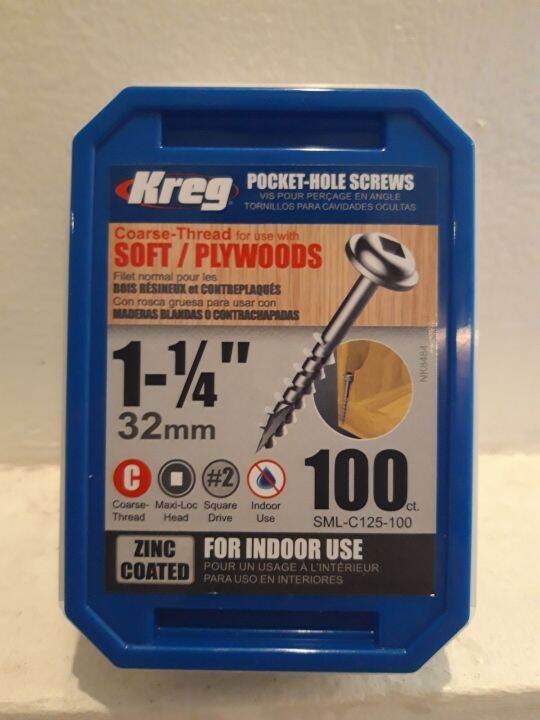 Kreg
POCKET-HOLE SCREWS
VIS POUR PERÇAGE EN ANGLE
TORNILLOS PARA CAVIDADES OCULTAS
Coarse-Thread for use with
SOFT / PLYWOODS
Filet normal pour les
BOIS RÉSINEUX et CONTREPLAQUÉS
Con rosca gruesa para usar con
MADERAS BLANDAS O CONTRACHAPADAS
1-¼"
32mm
NK8484
C
Coarse-Thread
Maxi-Loc Head
#2
Square Drive
Indoor Use
100 ct.
SML-C125-100
ZINC COATED
FOR INDOOR USE
POUR UN USAGE À L'INTÉRIEUR
PARA USO EN INTERIORES